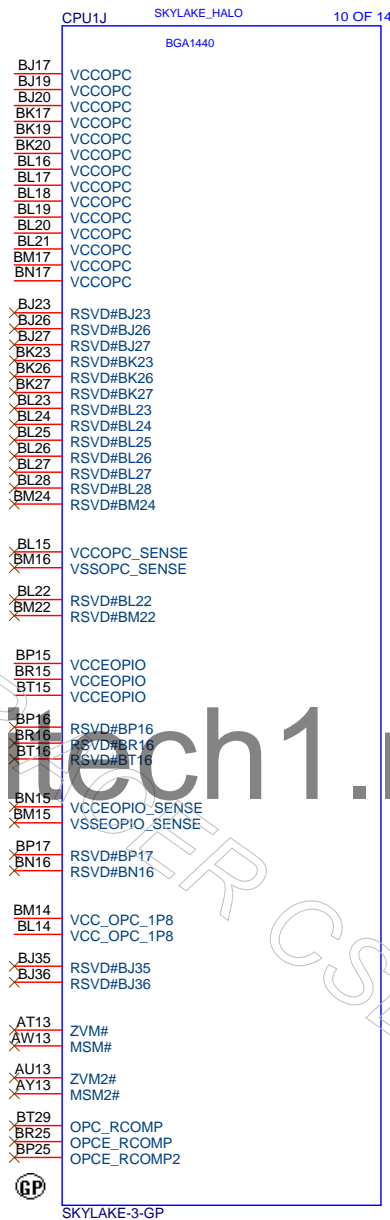 CPU1J SKYLAKE_HALO 10 OF 14
BGA1440
BJ17 VCCOPC
BJ19 VCCOPC
BJ20 VCCOPC
BK17 VCCOPC
BK19 VCCOPC
BK20 VCCOPC
BL16 VCCOPC
BL17 VCCOPC
BL18 VCCOPC
BL19 VCCOPC
BL20 VCCOPC
BL21 VCCOPC
BM17 VCCOPC
BN17 VCCOPC
BJ23 RSVD#BJ23
BJ26 RSVD#BJ26
BJ27 RSVD#BJ27
BK23 RSVD#BK23
BK26 RSVD#BK26
BK27 RSVD#BK27
BL23 RSVD#BL23
BL24 RSVD#BL24
BL25 RSVD#BL25
BL26 RSVD#BL26
BL27 RSVD#BL27
BL28 RSVD#BL28
BM24 RSVD#BM24
BL15 VCCOPC_SENSE
BM16 VSSOPC_SENSE
BL22 RSVD#BL22
BM22 RSVD#BM22
BP15 VCCEOPIO
BR15 VCCEOPIO
BT15 VCCEOPIO
BP16 RSVD#BP16
BR16 RSVD#BR16
BT16 RSVD#BT16
itech1.
BN15 VCCEOPIO_SENSE
BM15 VSSEOPIO_SENSE
BP17 RSVD#BP17
BN16 RSVD#BN16
BM14 VCC_OPC_1P8
BL14 VCC_OPC_1P8
BJ35 RSVD#BJ35
BJ36 RSVD#BJ36
AT13 ZVM#
AW13 MSM#
AU13 ZVM2#
AY13 MSM2#
BT29 OPC_RCOMP
BR25 OPCE_RCOMP
BP25 OPCE_RCOMP2
GP
SKYLAKE-3-GP